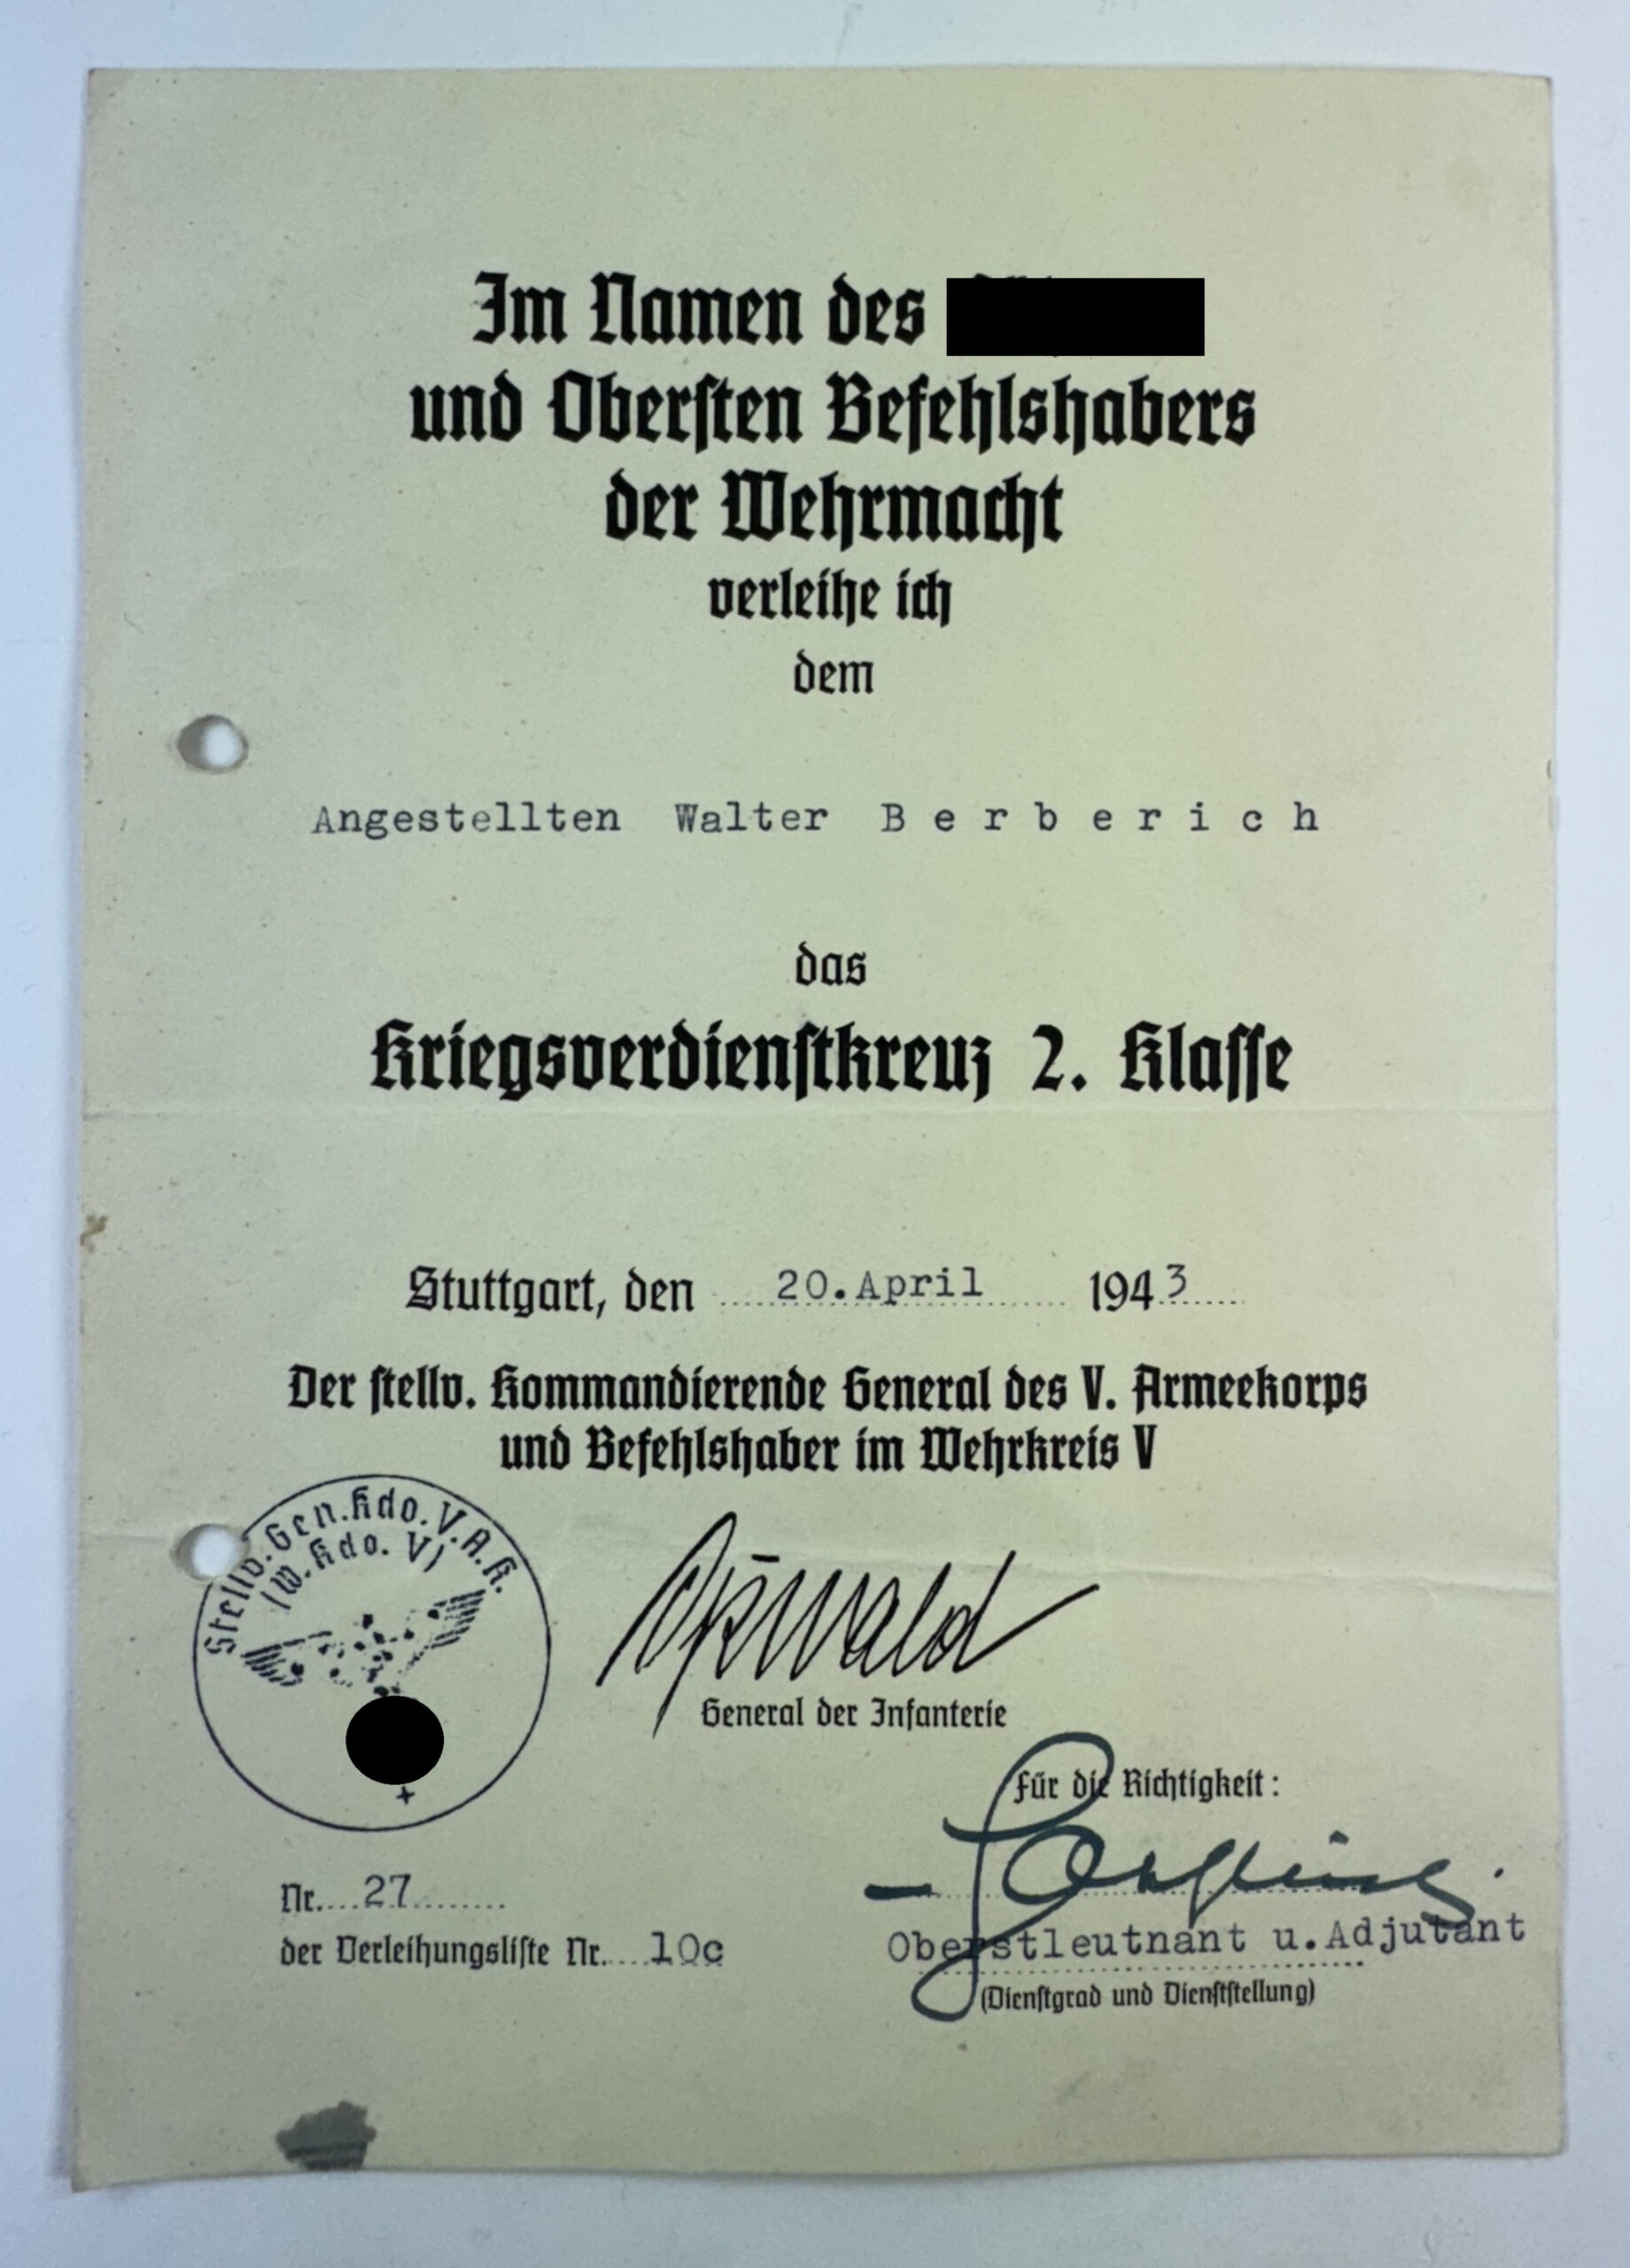 Im Namen des
und Obersten Befehlshabers
der Wehrmacht
verleihe ich
dem
Angestellten Walter B e r b e r i c h
das
Kriegsverdienstkreuz 2. Klasse
Stuttgart, den 20.April 1943
Der stellv. Kommandierende General des V. Armeekorps
und Befehlshaber im Wehrkreis V
Stellv. Gen. Kdo. V. A. K.
(W. Kdo. V)
Oßwald
General der Infanterie
Für die Richtigkeit:
Nr. 27
der Verleihungsliste Nr. 10c
Oberstleutnant u.Adjutant
(Dienstgrad und Dienststellung)